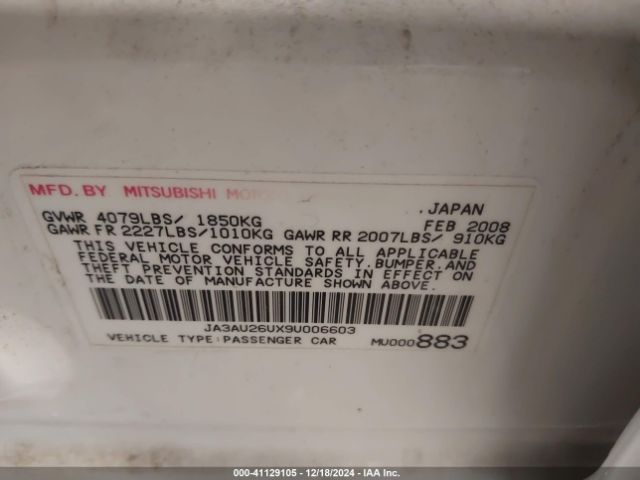 MFD. BY MITSUBISHI
. JAPAN
GVWR 4079LBS/ 1850KG
FEB 2008
GAWR FR 2227LBS/1010KG GAWR RR 2007LBS/ 910KG
THIS VEHICLE CONFORMS TO ALL APPLICABLE
FEDERAL MOTOR VEHICLE SAFETY.BUMPER.AND
THEFT PREVENTION STANDARDS IN EFFECT ON
THE DATE OF MANUFACTURE SHOWN ABOVE.
JA3AU26UX9U006603
VEHICLE TYPE:PASSENGER CAR MU000883
000-41129105 - 12/18/2024 - IAA Inc.